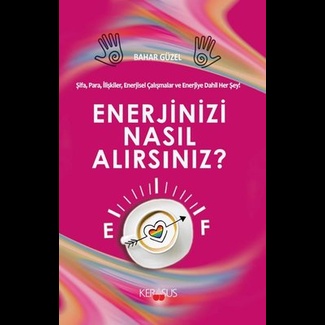 BAHAR GÜZEL
Şifa, Para, İlişkiler, Enerjisel Çalışmalar ve Enerjiye Dahil Her Şey!
ENERJİNİZİ
NASIL
ALIRSINIZ?
E F
KERASUS